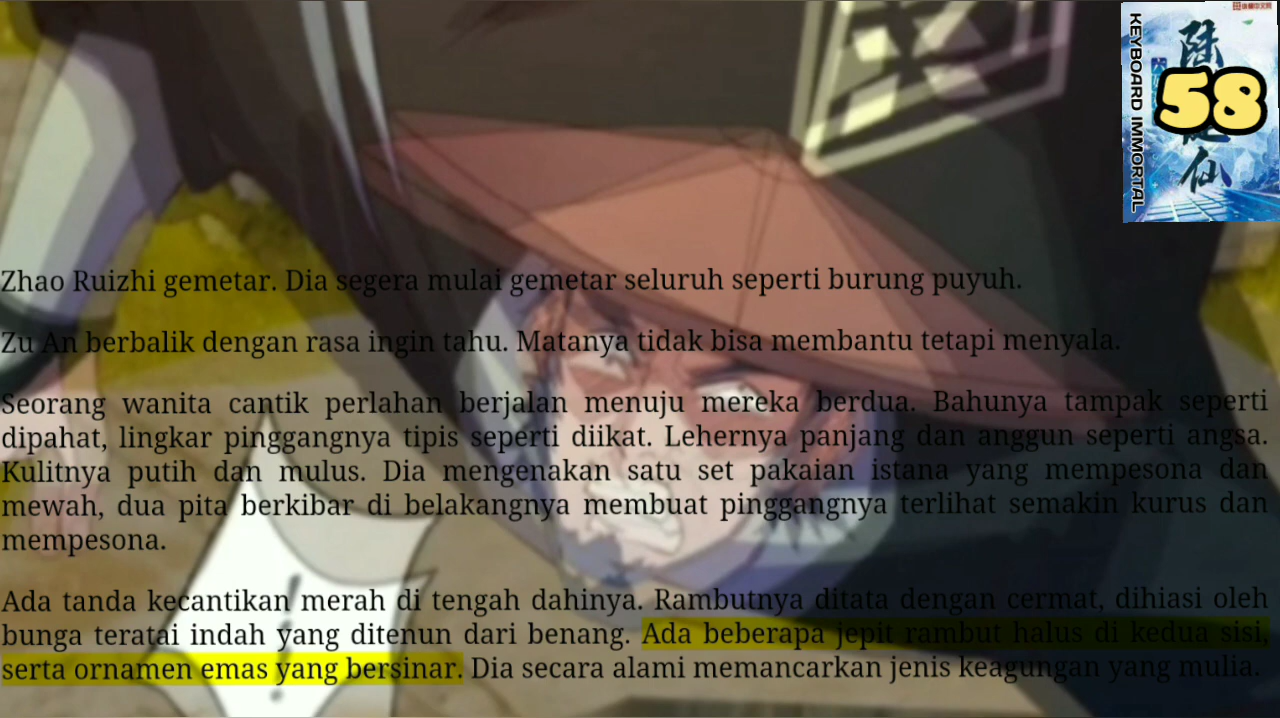 KEYBOARD IMMORTAL
陆
58
仙
Zhao Ruizhi gemetar. Dia segera mulai gemetar seluruh seperti burung puyuh.
Zu An berbalik dengan rasa ingin tahu. Matanya tidak bisa membantu tetapi menyala.
Seorang wanita cantik perlahan berjalan menuju mereka berdua. Bahunya tampak seperti
dipahat, lingkar pinggangnya tipis seperti diikat. Lehernya panjang dan anggun seperti angsa.
Kulitnya putih dan mulus. Dia mengenakan satu set pakaian istana yang mempesona dan
mewah, dua pita berkibar di belakangnya membuat pinggangnya terlihat semakin kurus dan
mempesona.
Ada tanda kecantikan merah di tengah dahinya. Rambutnya ditata dengan cermat, dihiasi oleh
bunga teratai indah yang ditenun dari benang. Ada beberapa jepit rambut halus di kedua sisi,
serta ornamen emas yang bersinar. Dia secara alami memancarkan jenis keagungan yang mulia.